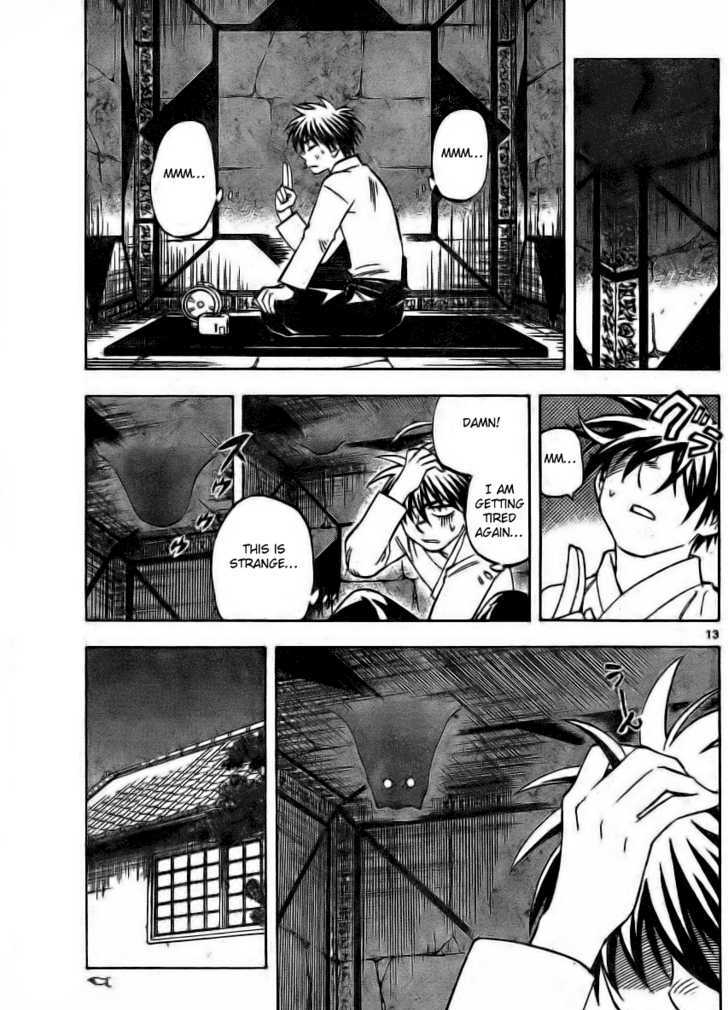 MMM...
MMM...
MM...
DAMN!
I AM
GETTING
TIRED
AGAIN...
THIS IS
STRANGE...
13